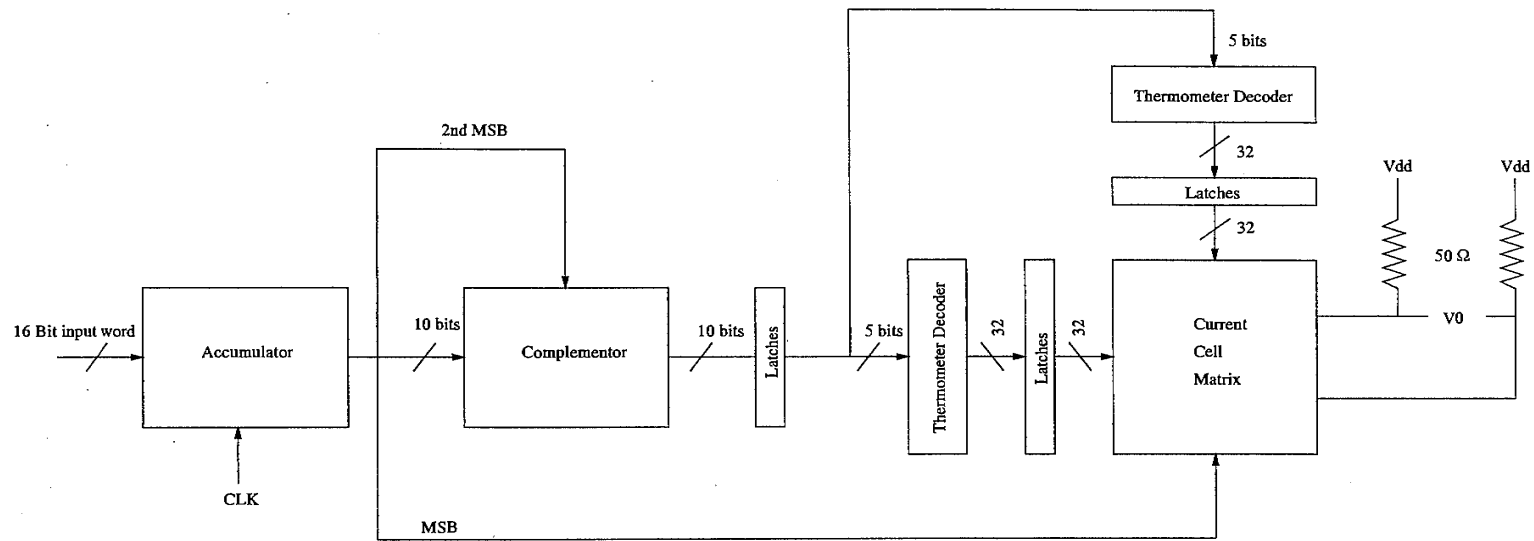 5 bits
Thermometer Decoder
2nd MSB
32
Vdd
Vdd
Latches
32
50 Ω
16 Bit input word
Accumulator
10 bits
Complementor
10 bits
Latches
5 bits
Thermometer Decoder
32
Latches
32
Current
Cell
Matrix
V0
CLK
MSB